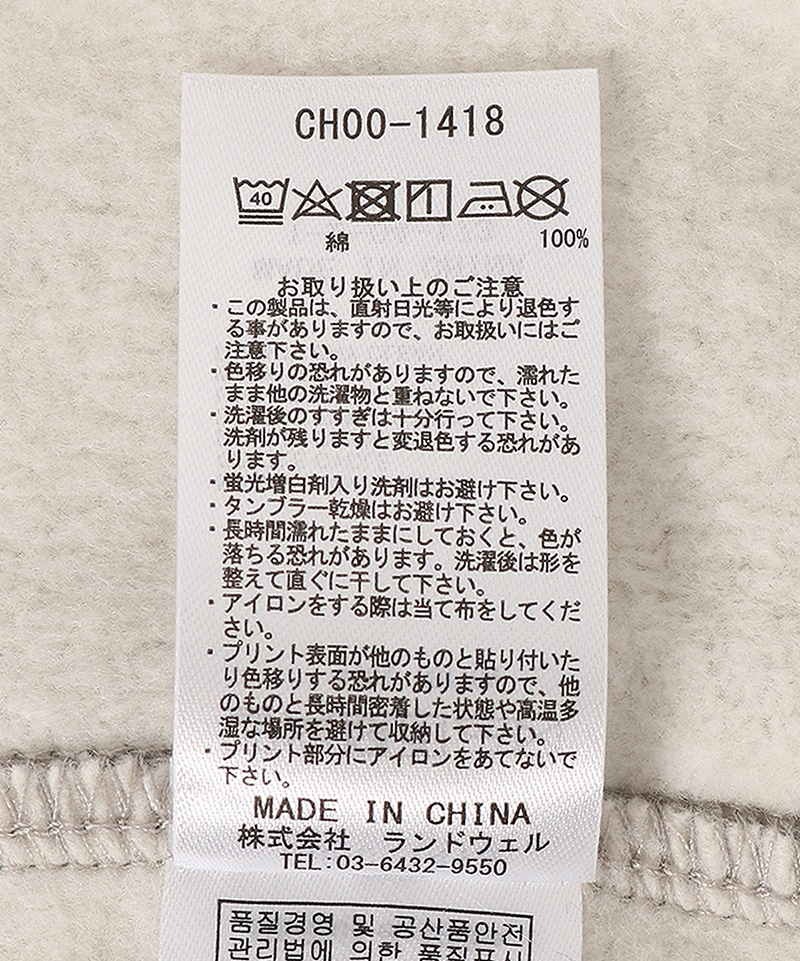 CH00-1418
40
綿 100%
お取り扱い上のご注意
・この製品は、直射日光等により退色す
る事がありますので、お取扱いにはご
注意下さい。
・色移りの恐れがありますので、濡れた
まま他の洗濯物と重ねないで下さい。
・洗濯後のすすぎは十分行って下さい。
洗剤が残りますと変退色する恐れがあ
ります。
・蛍光増白剤入り洗剤はお避け下さい。
・タンブラー乾燥はお避け下さい。
・長時間濡れたままにしておくと、色が
落ちる恐れがあります。洗濯後は形を
整えて直ぐに干して下さい。
・アイロンをする際は当て布をしてくだ
さい。
・プリント表面が他のものと貼り付いた
り色移りする恐れがありますので、他
のものと長時間密着した状態や高温多
湿な場所を避けて収納して下さい。
・プリント部分にアイロンをあてないで
下さい。
MADE IN CHINA
株式会社 ランドウェル
TEL:03-6432-9550
품질경영 및 공산품안전
관리법에 의한 품질표시